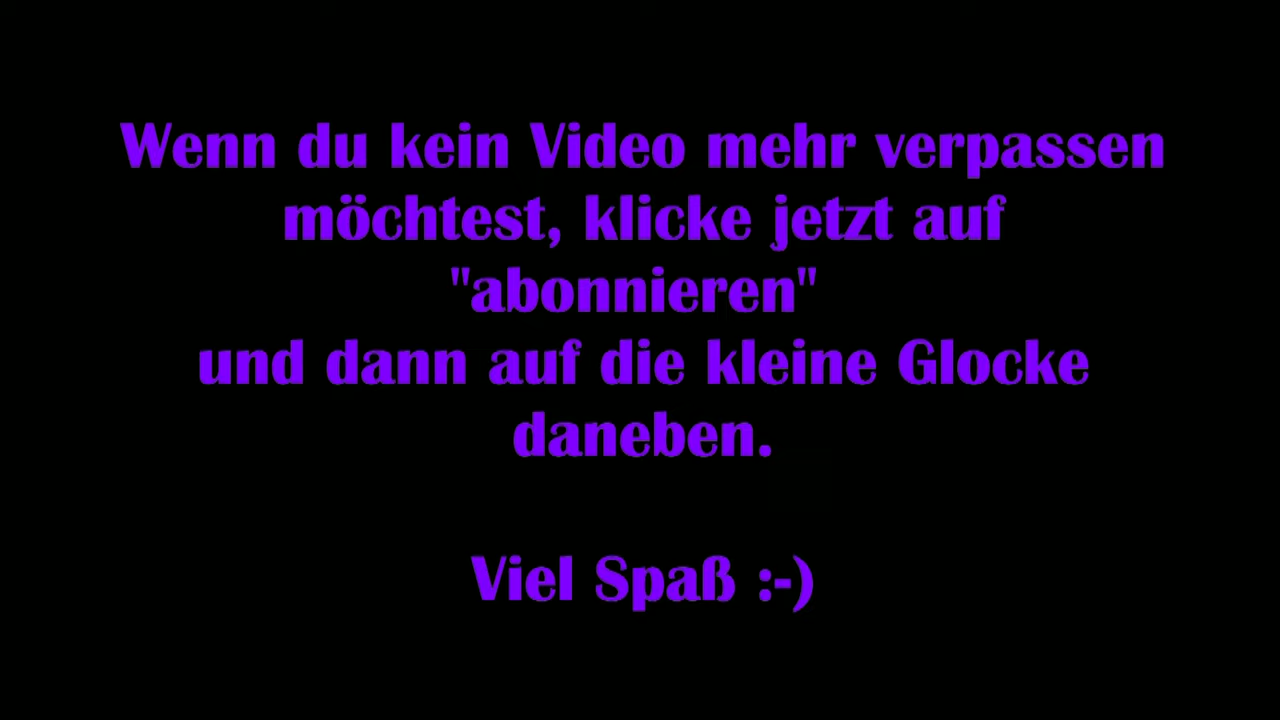 Wenn du kein Video mehr verpassen
möchtest, klicke jetzt auf
"abonnieren"
und dann auf die kleine Glocke
daneben.
Viel Spaß :-)